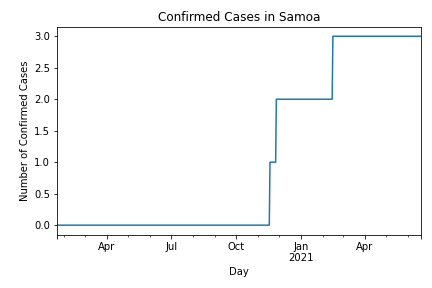 Confirmed Cases in Samoa
Number of Confirmed Cases
3.0
2.5
2.0
1.5
1.0
0.5
0.0
Apr Jul Oct Jan Apr
2021
Day